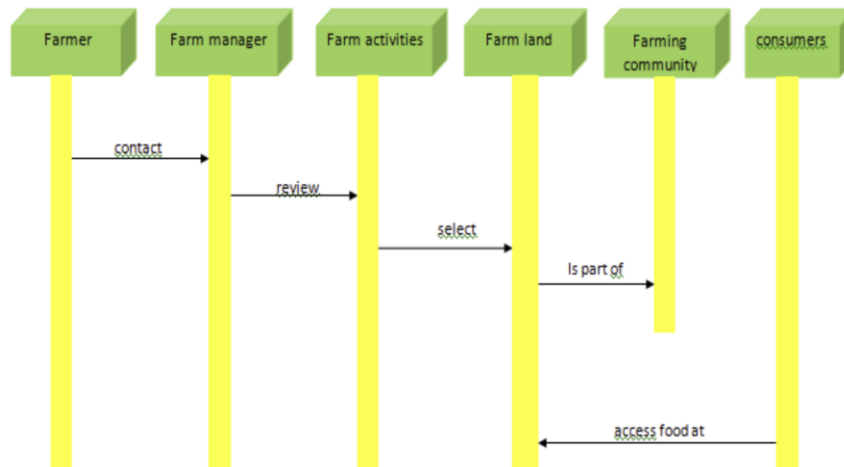 Farmer
Farm manager
Farm activities
Farm land
Farming
community
consumers
contact
review
select
Is part of
access food at